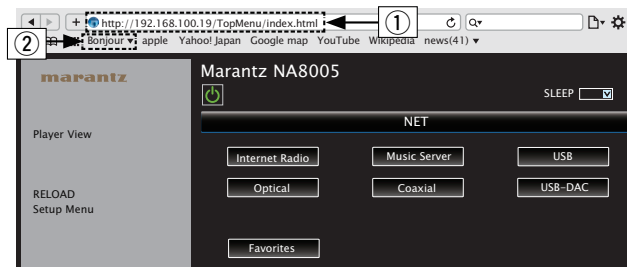 http://192.168.100.19/TopMenu/index.html ①
② Bonjour ▾ apple Yahoo! Japan Google map YouTube Wikipedia news(41) ▾
marantz
Marantz NA8005
SLEEP
NET
Player View
Internet Radio Music Server USB
Optical Coaxial USB-DAC
RELOAD
Setup Menu
Favorites